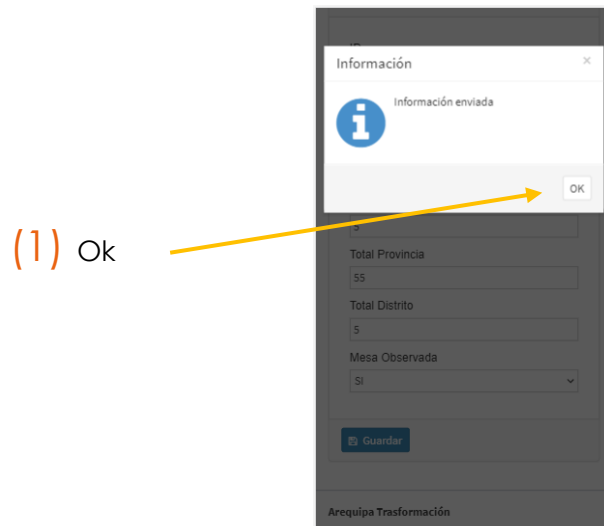 Información
×
Información enviada
OK
(1) Ok
5
Total Provincia
55
Total Distrito
5
Mesa Observada
SI
Guardar
Arequipa Trasformación